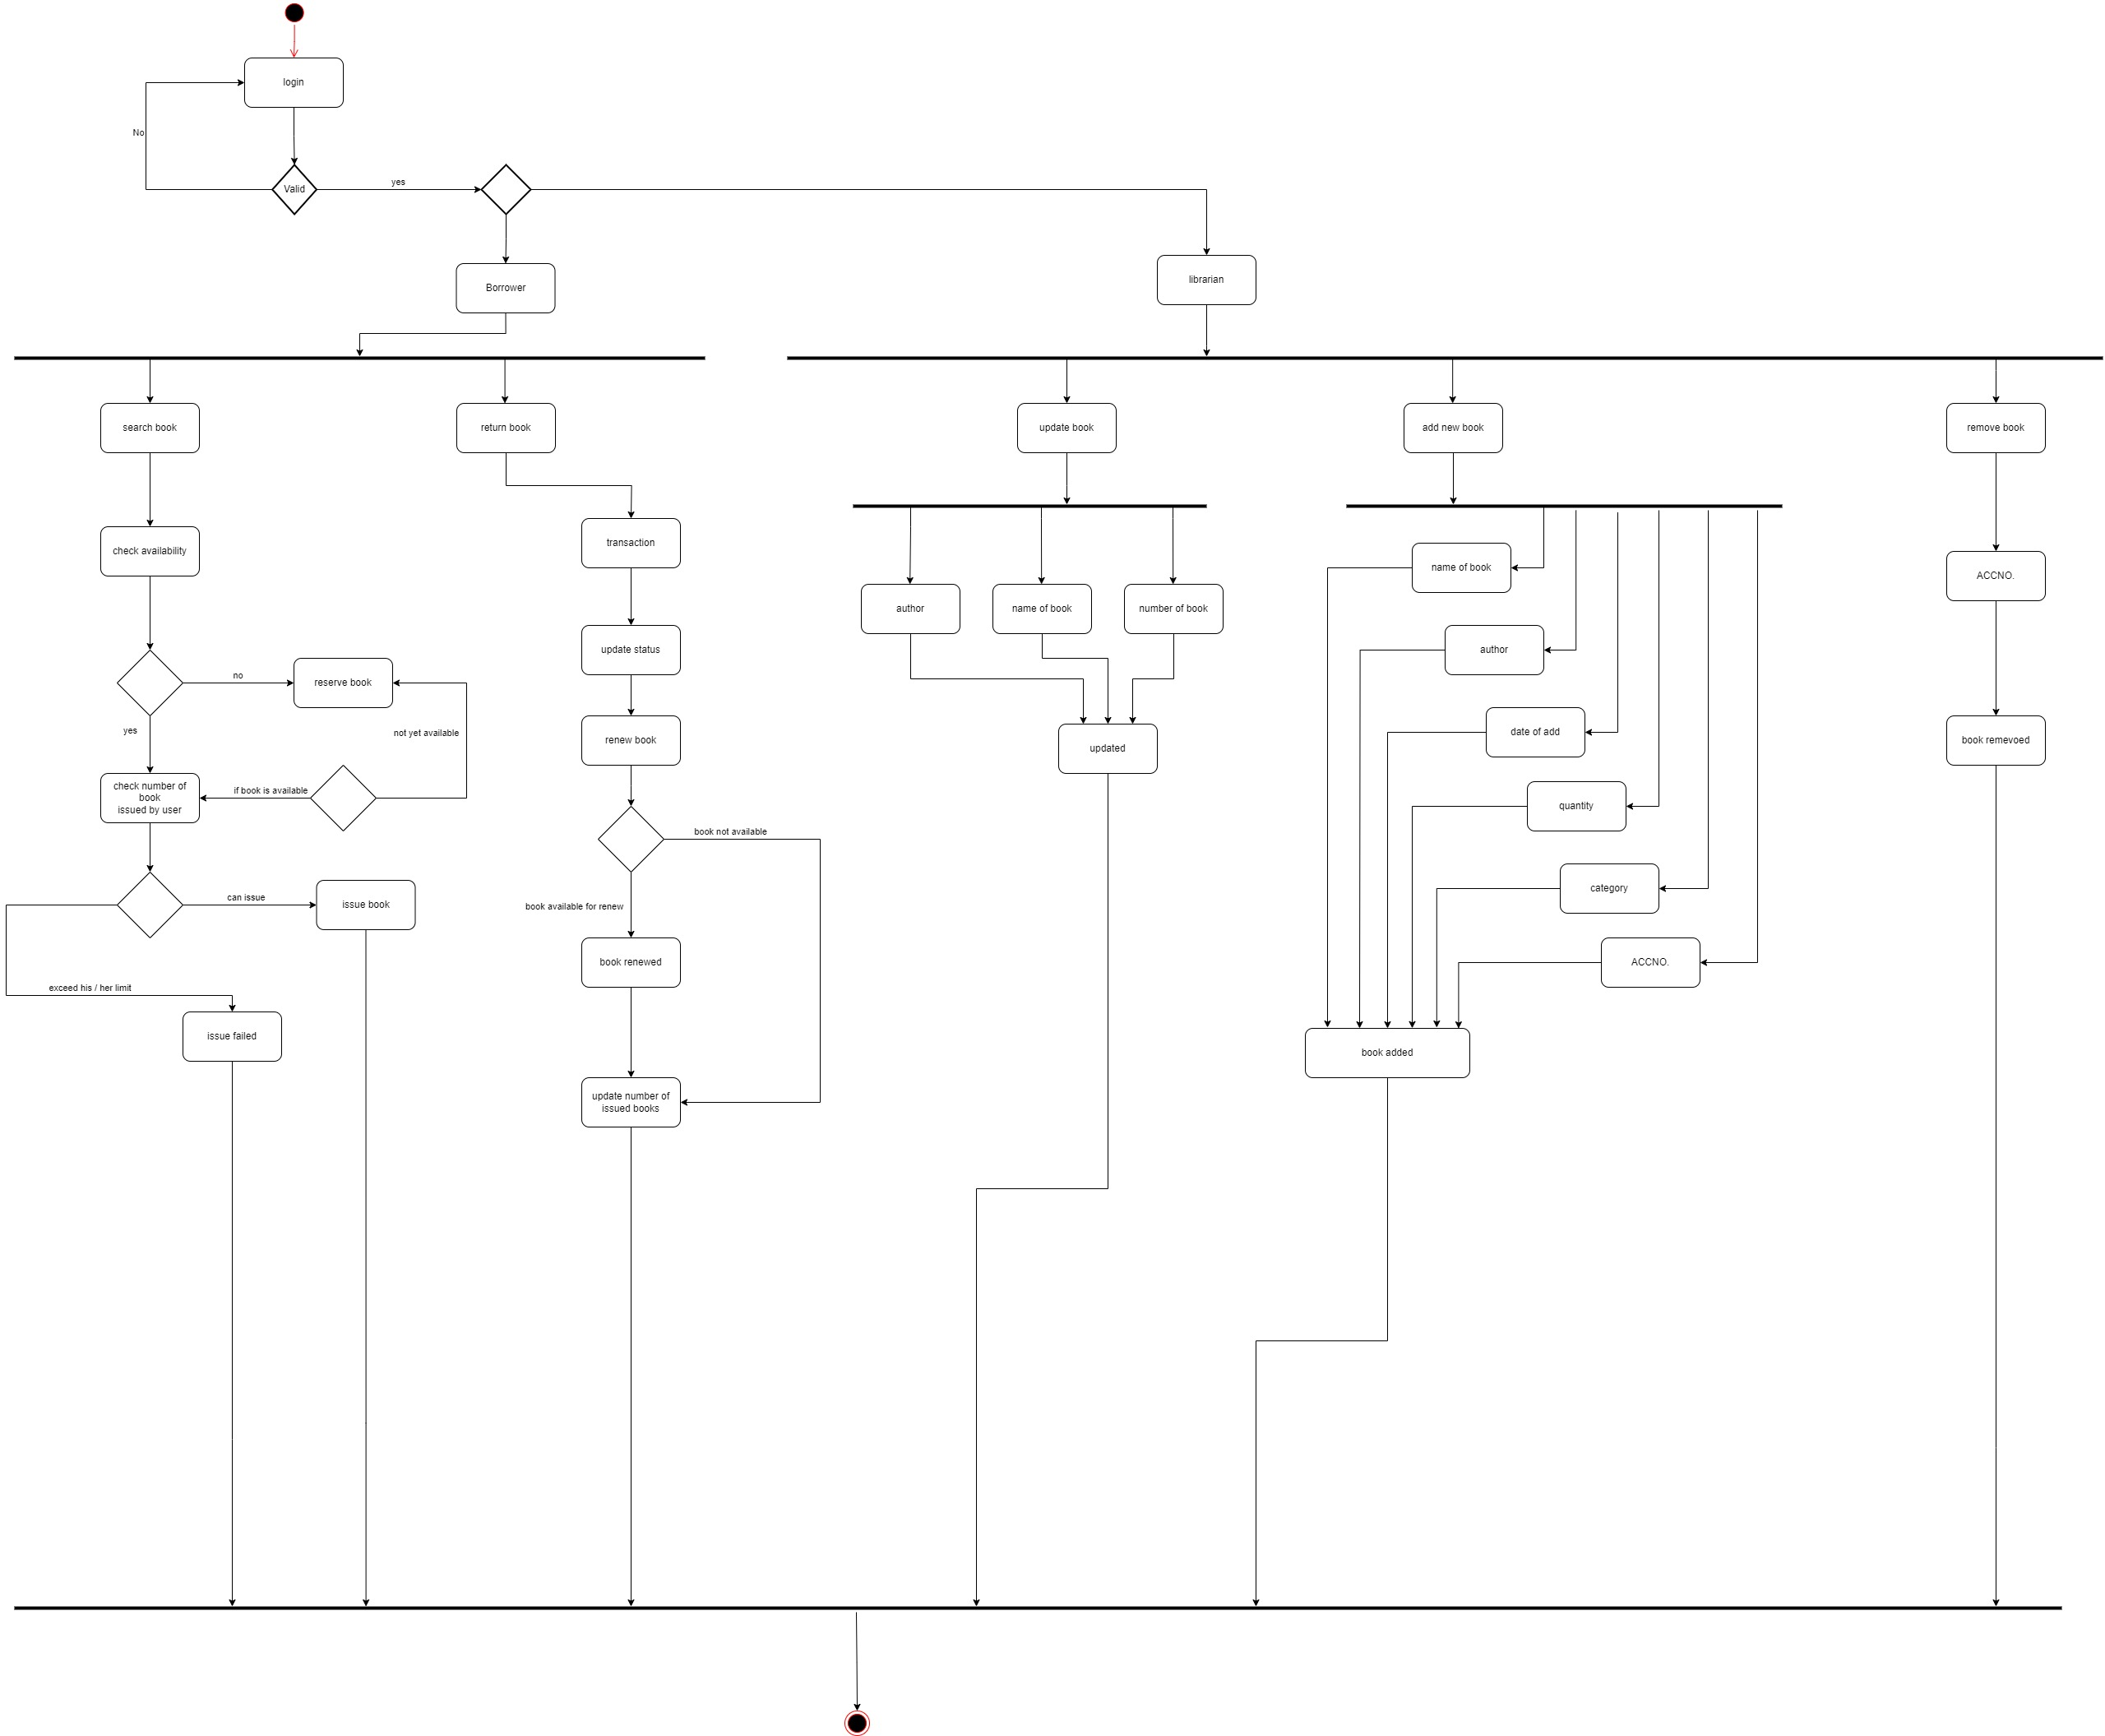 login
No
Valid
yes
Borrower
librarian
search book
return book
update book
add new book
remove book
check availability
transaction
name of book
ACCNO.
author
name of book
number of book
update status
author
no
reserve book
yes
not yet available
renew book
updated
date of add
book remevoed
check number of
book
issued by user
if book is available
quantity
book not available
can issue
issue book
book available for renew
category
book renewed
ACCNO.
exceed his / her limit
issue failed
book added
update number of
issued books